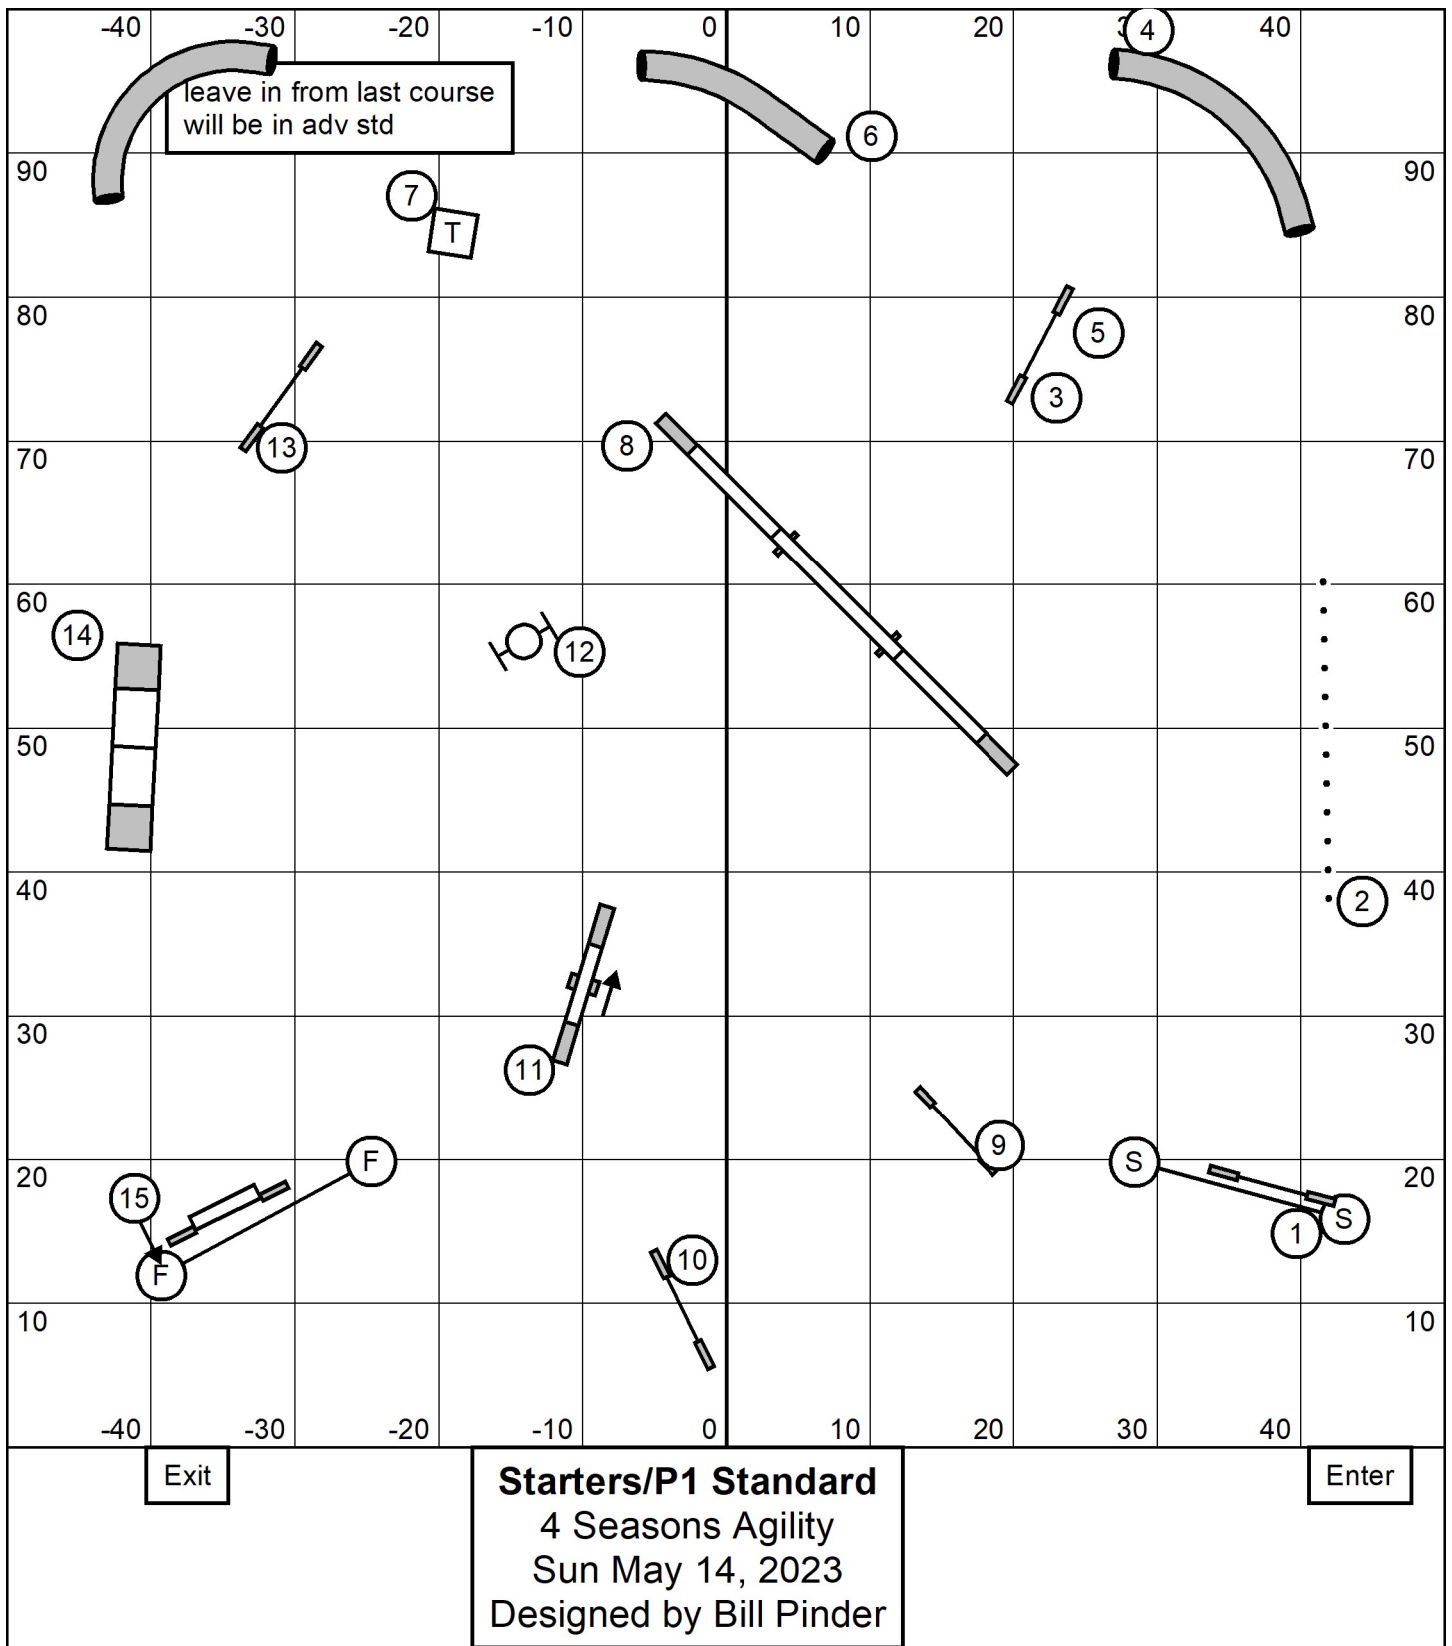 -40 -30 -20 -10 0 10 20 3 4 40
leave in from last course
will be in adv std
6
90 90
7
T
80 80
5
3
13
8
70 70
60 60
14
12
50 50
40 2 40
30 30
11
9
F S
20 20
15
S
1
F
10
10 10
-40 -30 -20 -10 0 10 20 30 40
Exit
Enter
Starters/P1 Standard
4 Seasons Agility
Sun May 14, 2023
Designed by Bill Pinder